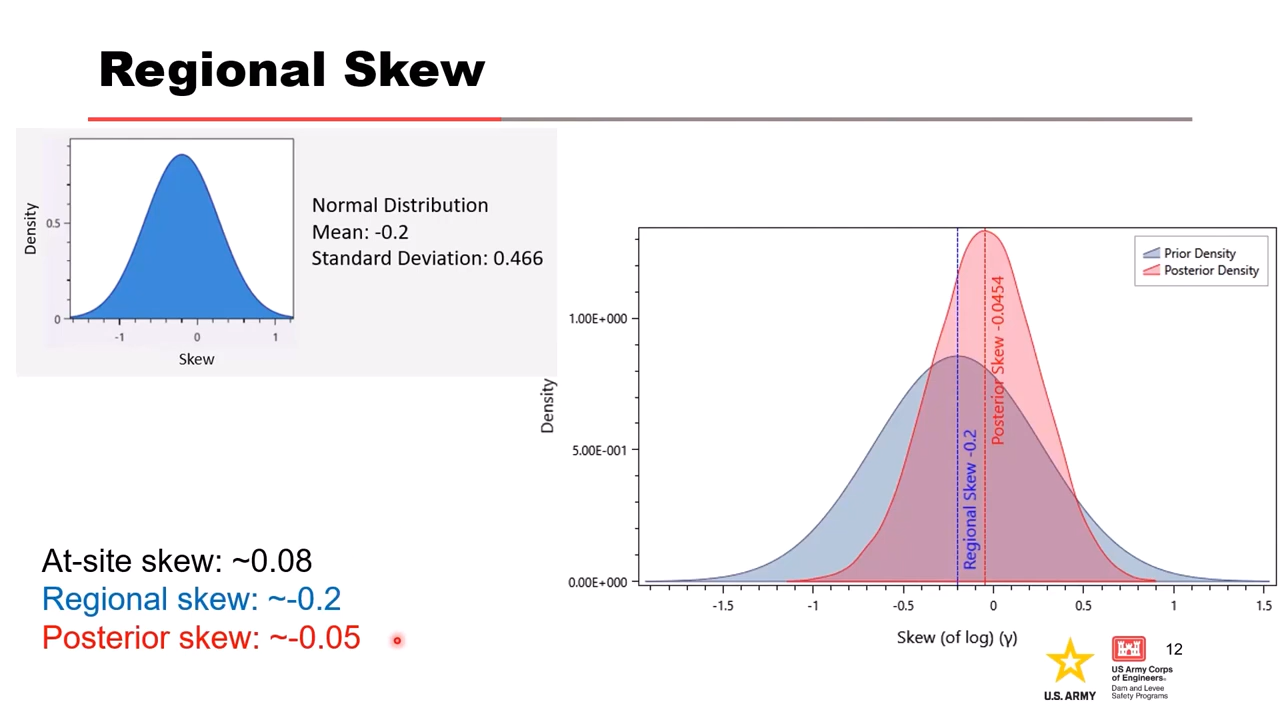 Regional Skew
Density
0.5
0
-1
0
1
Skew
Normal Distribution
Mean: -0.2
Standard Deviation: 0.466
Density
1.00E+000
5.00E-001
0.00E+000
-1.5
-1
-0.5
0
0.5
1
1.5
Skew (of log) (γ)
Regional Skew -0.2
Posterior Skew -0.0454
Prior Density
Posterior Density
At-site skew: ~0.08
Regional skew: ~-0.2
Posterior skew: ~-0.05
U.S. ARMY
US Army Corps
of Engineers®
Dam and Levee
Safety Programs
12